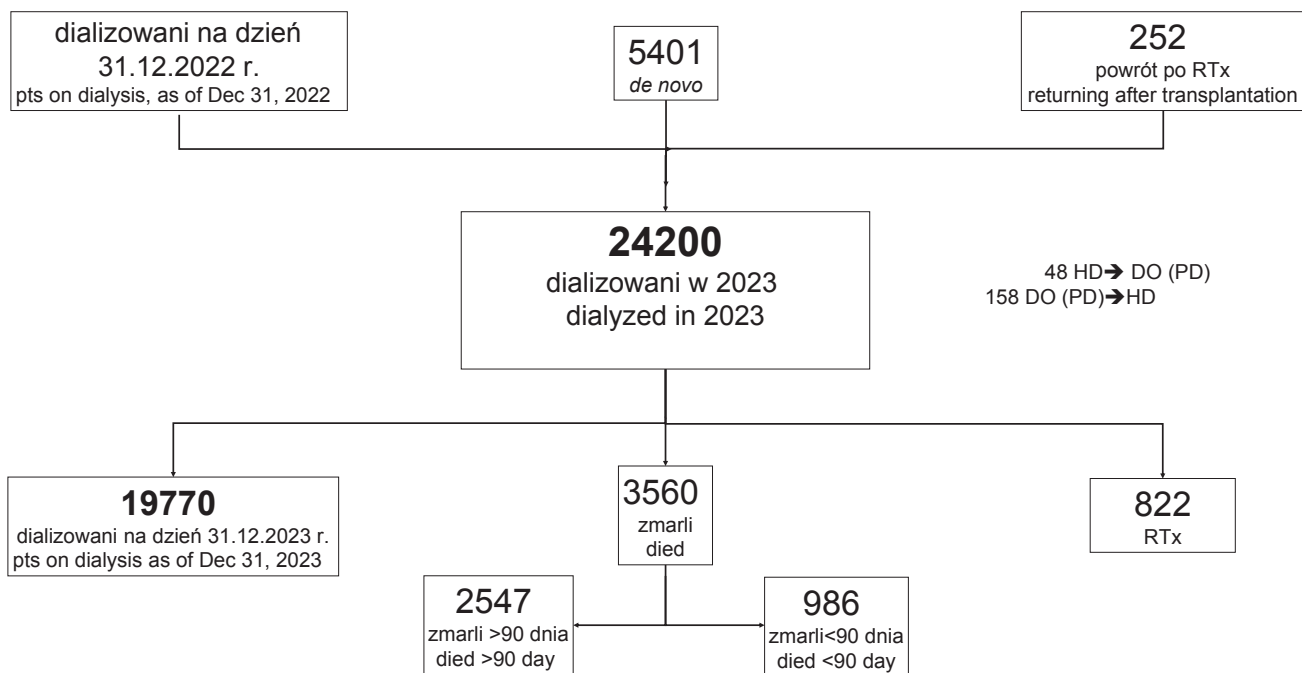 dializowani na dzień
31.12.2022 r.
pts on dialysis, as of Dec 31, 2022
5401
de novo
252
powrót po RTx
returning after transplantation
24200
dializowani w 2023
dialyzed in 2023
48 HD➔ DO (PD)
158 DO (PD)➔HD
19770
dializowani na dzień 31.12.2023 r.
pts on dialysis as of Dec 31, 2023
3560
zmarli
died
822
RTx
2547
zmarli >90 dnia
died >90 day
986
zmarli<90 dnia
died <90 day